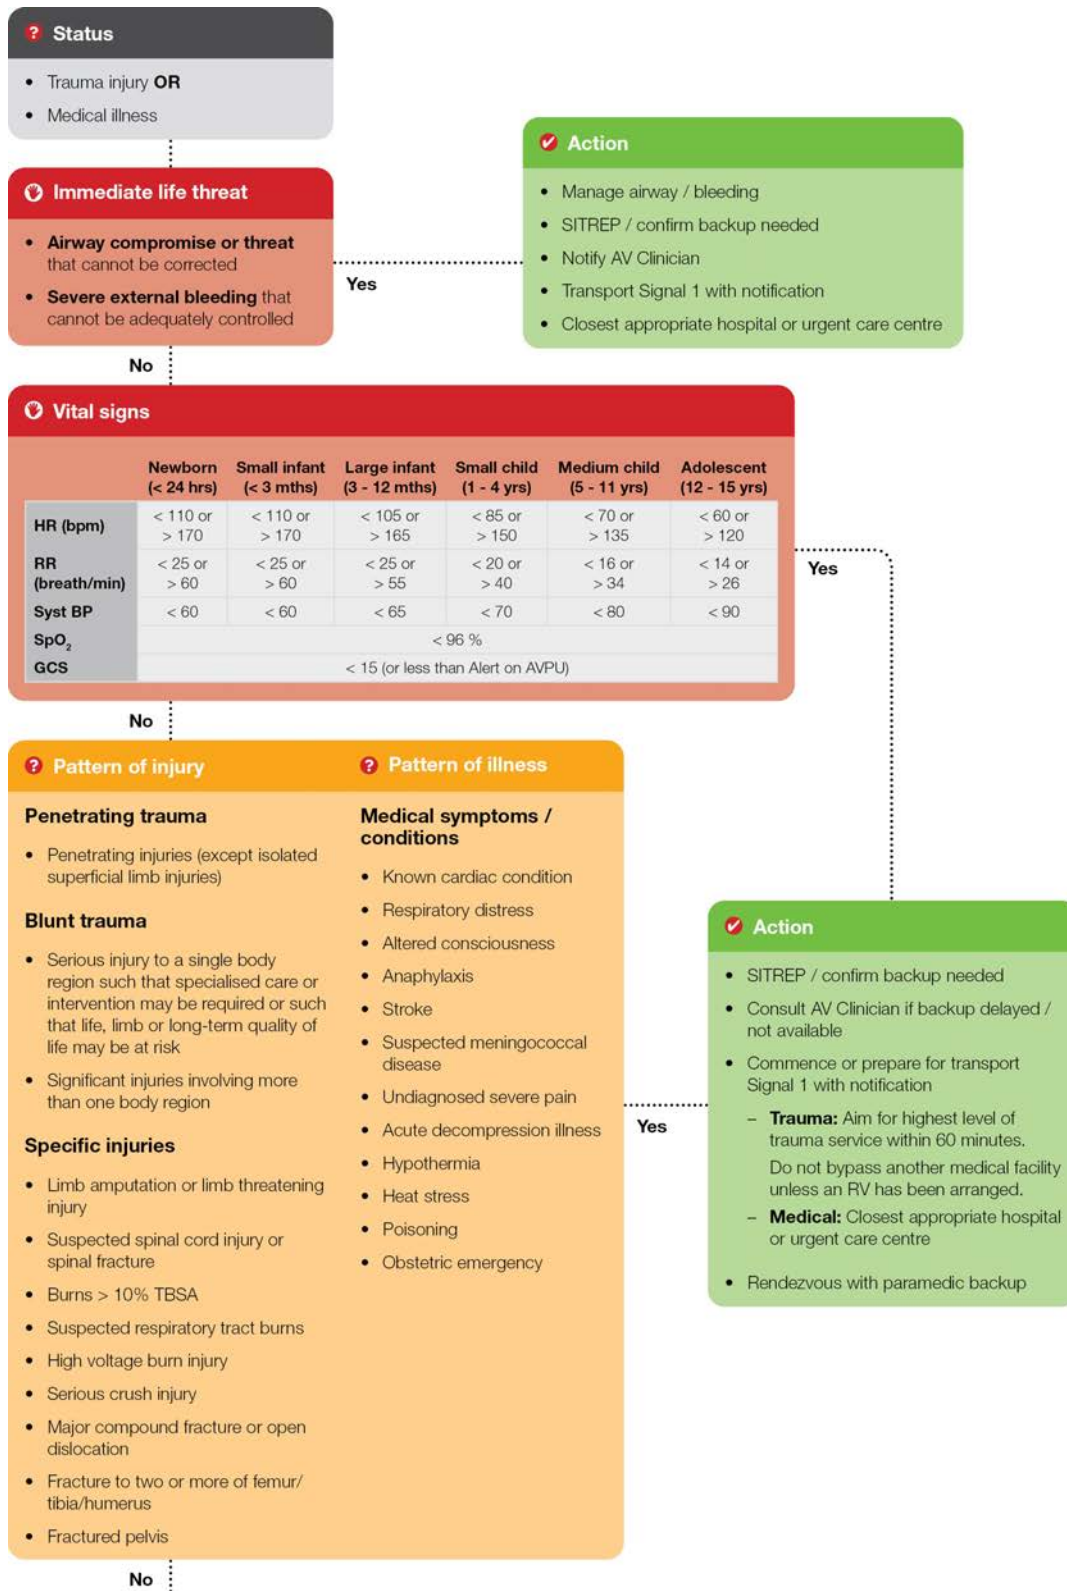 Status
• Trauma injury OR
• Medical illness
Immediate life threat
• Airway compromise or threat
that cannot be corrected
• Severe external bleeding that
cannot be adequately controlled
Yes
Action
• Manage airway / bleeding
• SITREP / confirm backup needed
• Notify AV Clinician
• Transport Signal 1 with notification
• Closest appropriate hospital or urgent care centre
No
Vital signs
Newborn Small infant Large infant Small child Medium child Adolescent
(< 24 hrs) (< 3 mths) (3 - 12 mths) (1 - 4 yrs) (5 - 11 yrs) (12 - 15 yrs)
HR (bpm) < 110 or > 170 < 110 or > 170 < 105 or > 165 < 85 or > 150 < 70 or > 135 < 60 or > 120
RR (breath/min) < 25 or > 60 < 25 or > 60 < 25 or > 55 < 20 or > 40 < 16 or > 34 < 14 or > 26
Syst BP < 60 < 60 < 65 < 70 < 80 < 90
SpO₂ < 96 %
GCS < 15 (or less than Alert on AVPU)
Yes
No
Pattern of injury
Penetrating trauma
• Penetrating injuries (except isolated
superficial limb injuries)
Blunt trauma
• Serious injury to a single body
region such that specialised care or
intervention may be required or such
that life, limb or long-term quality of
life may be at risk
• Significant injuries involving more
than one body region
Specific injuries
• Limb amputation or limb threatening
injury
• Suspected spinal cord injury or
spinal fracture
• Burns > 10% TBSA
• Suspected respiratory tract burns
• High voltage burn injury
• Serious crush injury
• Major compound fracture or open
dislocation
• Fracture to two or more of femur/
tibia/humerus
• Fractured pelvis
Pattern of illness
Medical symptoms /
conditions
• Known cardiac condition
• Respiratory distress
• Altered consciousness
• Anaphylaxis
• Stroke
• Suspected meningococcal
disease
• Undiagnosed severe pain
• Acute decompression illness
• Hypothermia
• Heat stress
• Poisoning
• Obstetric emergency
Yes
Action
• SITREP / confirm backup needed
• Consult AV Clinician if backup delayed /
not available
• Commence or prepare for transport
Signal 1 with notification
– Trauma: Aim for highest level of
trauma service within 60 minutes.
Do not bypass another medical facility
unless an RV has been arranged.
– Medical: Closest appropriate hospital
or urgent care centre
• Rendezvous with paramedic backup
No